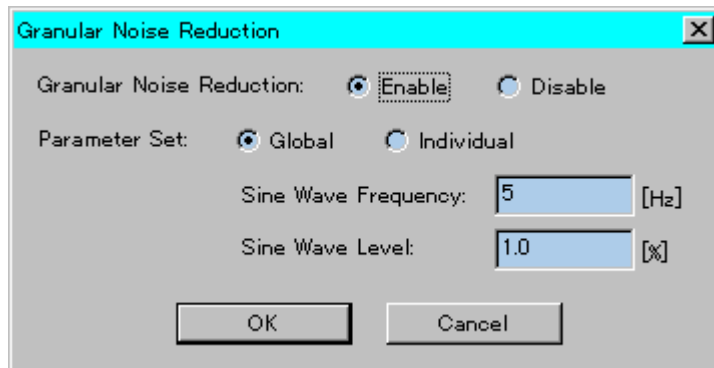 Granular Noise Reduction
Granular Noise Reduction: Enable Disable
Parameter Set: Global Individual
Sine Wave Frequency: 5 [Hz]
Sine Wave Level: 1.0 [%]
OK Cancel